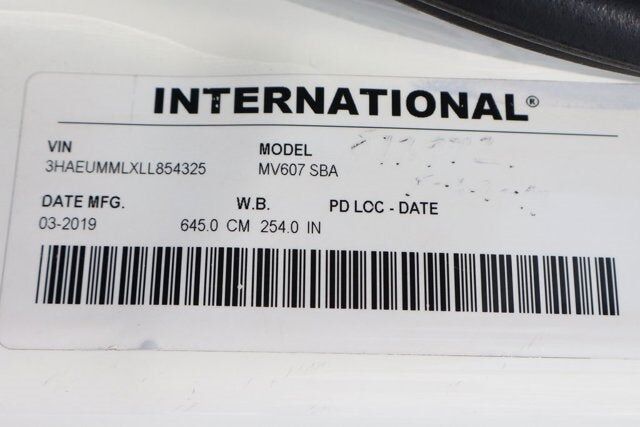 INTERNATIONAL®
VIN MODEL
3HAEUMMLXLL854325 MV607 SBA
DATE MFG. W.B. PD LOC - DATE
03-2019 645.0 CM 254.0 IN